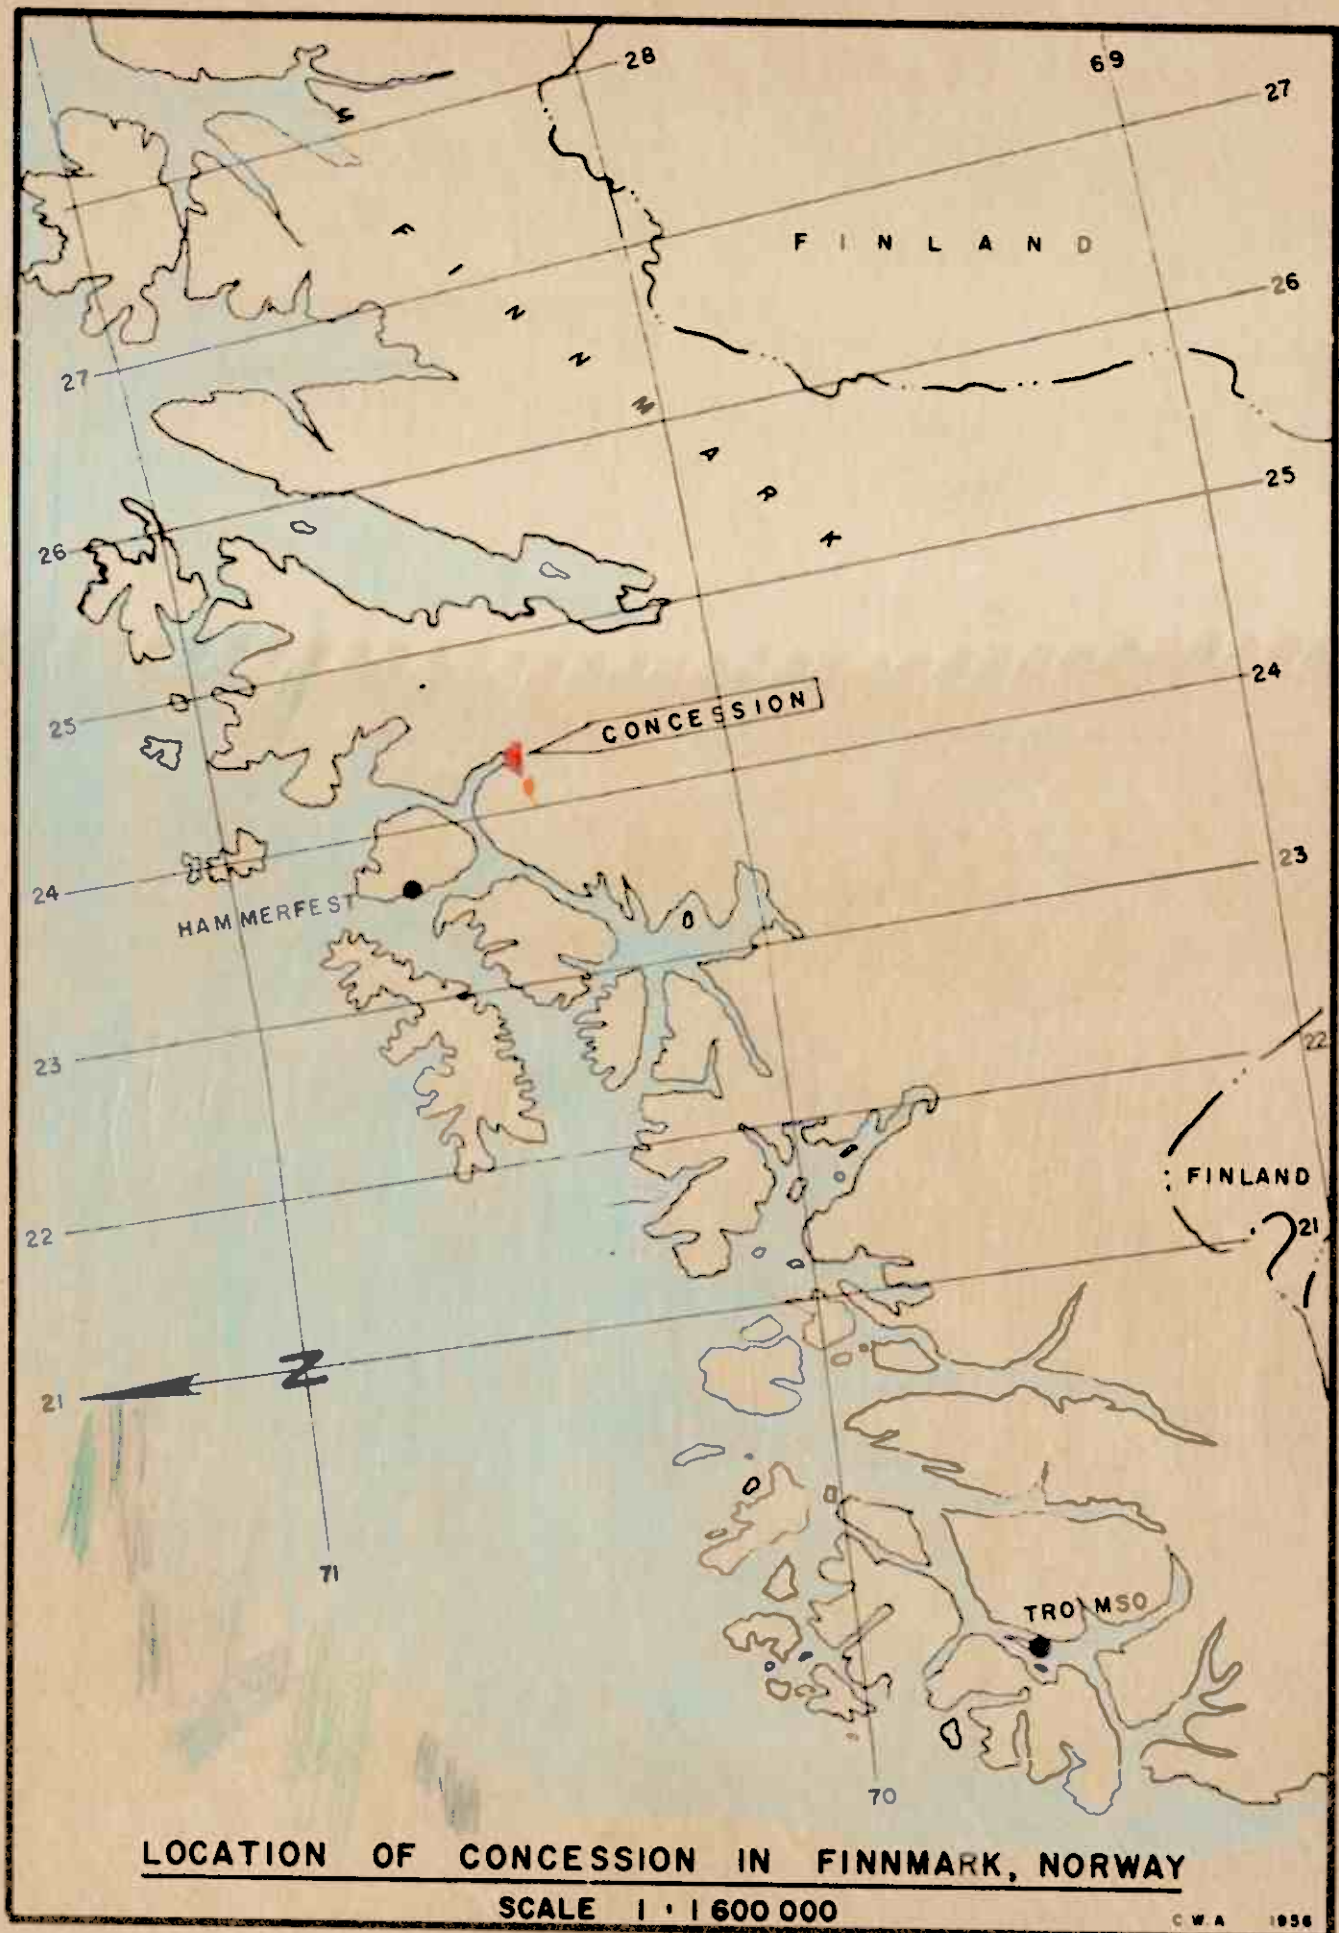 28
69
27
FINLAND
26
FINNMARK
27
25
26
24
CONCESSION
25
23
24
HAMMERFEST
22
23
FINLAND
21
22
N
21
71
TROMSO
70
LOCATION OF CONCESSION IN FINNMARK, NORWAY
SCALE 1 : 1 600 000
C.W.A 1956